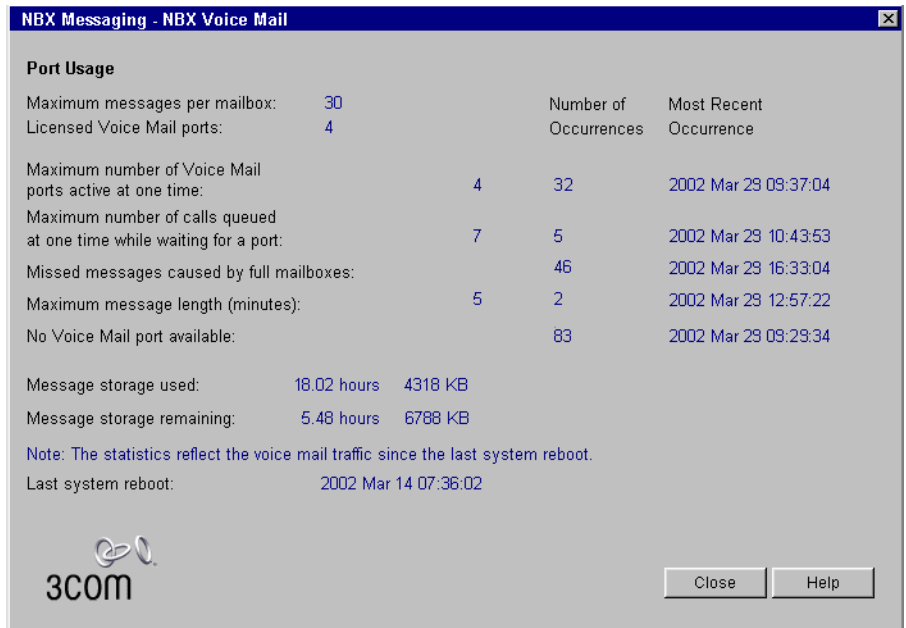 NBX Messaging - NBX Voice Mail
Port Usage
Maximum messages per mailbox: 30 Number of Most Recent
Licensed Voice Mail ports: 4 Occurrences Occurrence
Maximum number of Voice Mail
ports active at one time: 4 32 2002 Mar 29 09:37:04
Maximum number of calls queued
at one time while waiting for a port: 7 5 2002 Mar 29 10:43:53
Missed messages caused by full mailboxes: 46 2002 Mar 29 16:33:04
Maximum message length (minutes): 5 2 2002 Mar 29 12:57:22
No Voice Mail port available: 83 2002 Mar 29 09:29:34
Message storage used: 18.02 hours 4318 KB
Message storage remaining: 5.48 hours 6788 KB
Note: The statistics reflect the voice mail traffic since the last system reboot.
Last system reboot: 2002 Mar 14 07:36:02
3COM
Close Help